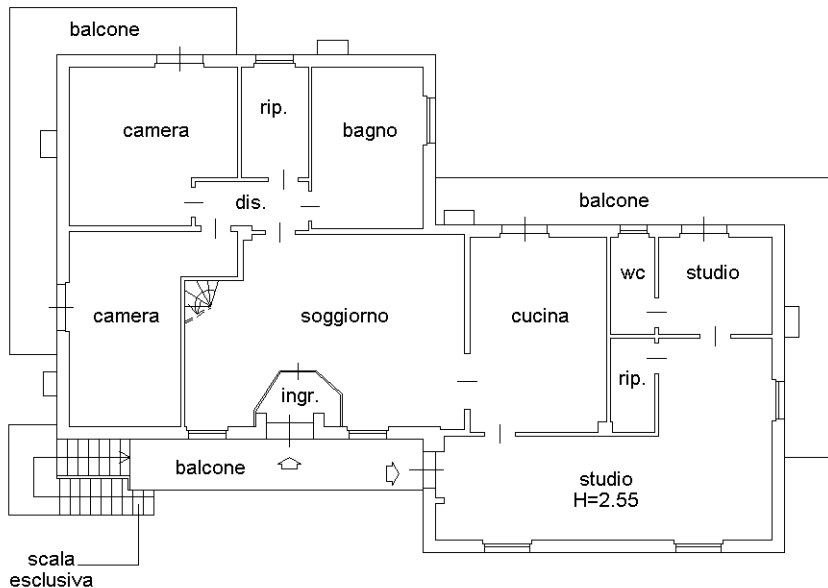 balcone
camera
rip.
bagno
dis.
balcone
camera
soggiorno
cucina
wc
studio
ingr.
rip.
balcone
studio
H=2.55
scala
esclusiva